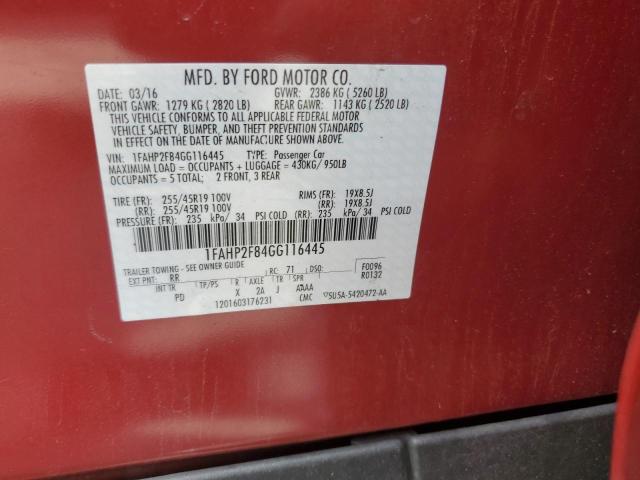 MFD. BY FORD MOTOR CO.
DATE: 03/16 GVWR: 2386 KG ( 5260 LB)
FRONT GAWR: 1279 KG ( 2820 LB) REAR GAWR: 1143 KG ( 2520 LB)
THIS VEHICLE CONFORMS TO ALL APPLICABLE FEDERAL MOTOR
VEHICLE SAFETY, BUMPER, AND THEFT PREVENTION STANDARDS
IN EFFECT ON THE DATE OF MANUFACTURE SHOWN ABOVE.
VIN: 1FAHP2F84GG116445 TYPE: Passenger Car
MAXIMUM LOAD = OCCUPANTS + LUGGAGE = 430KG/ 950LB
OCCUPANTS = 5 TOTAL: 2 FRONT, 3 REAR
TIRE (FR): 255/45R19 100V RIMS (FR): 19X8.5J
(RR): 255/45R19 100V (RR): 19X8.5J
PRESSURE (FR): 235 kPa/ 34 PSI COLD (RR): 235 kPa/ 34 PSI COLD
1FAHP2F84GG116445
TRAILER TOWING - SEE OWNER GUIDE
EXT PNT: RR RC: 71 DSO: F0096
R0132
INT TR TP/PS R AXLE TR SPR
PD X 2A J AAAA
1201603176231 CMC 5U5A-5420472-AA